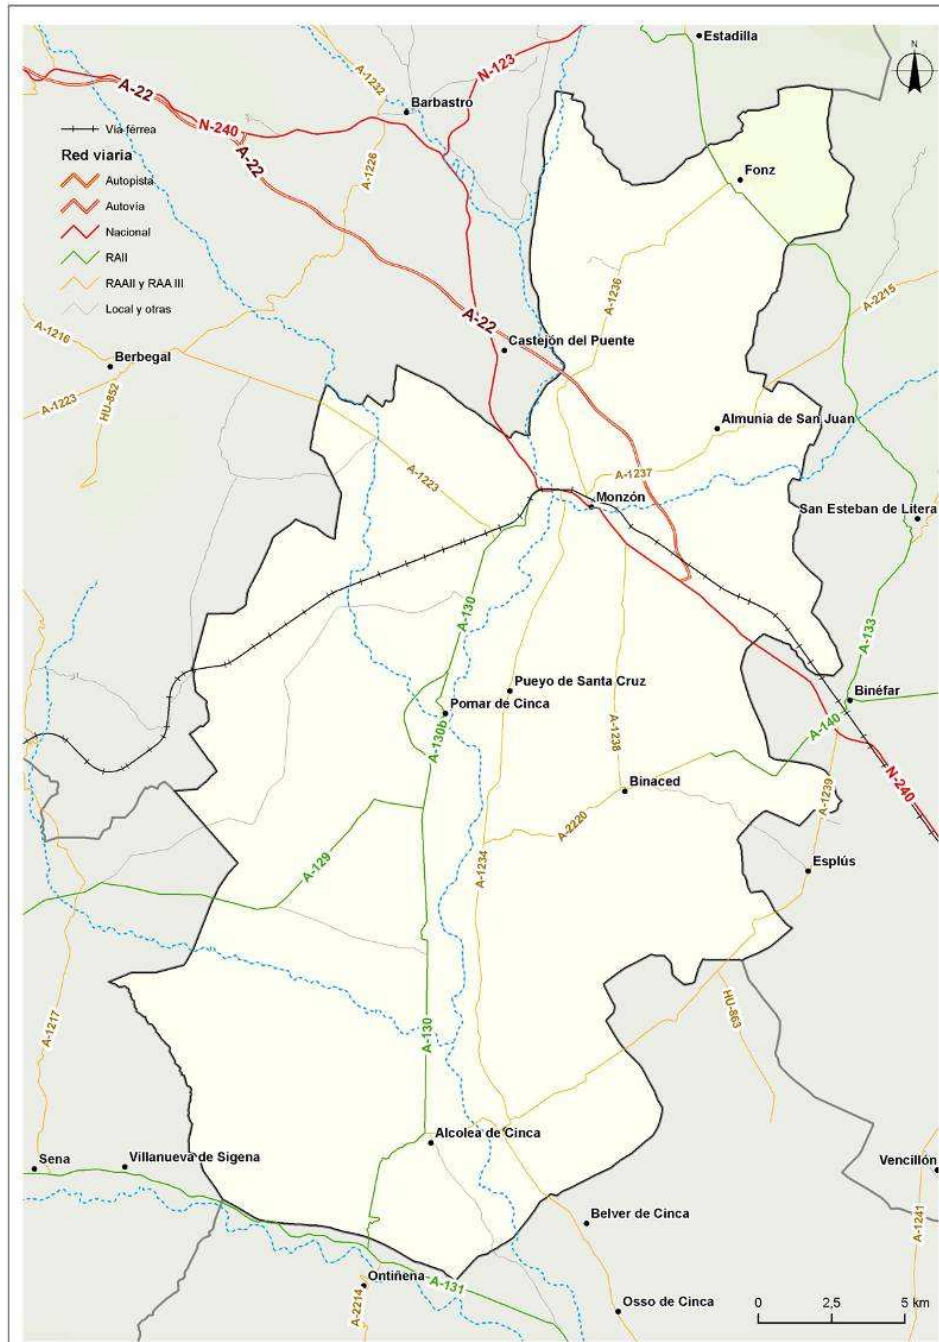 Estadilla
N
N-123
A-1232
A-22
Barbastro
N-240
Vía férrea
A-22
Red viaria
A-1226
Autopista
Fonz
Autovía
Nacional
RAII
A-1236
RAAII y RAA III
A-2215
Local y otras
A-1216
A-22
Castejón del Puente
Berbegal
A-1223
HU-852
Almunia de San Juan
A-1223
A-1237
Monzón
San Esteban de Litera
A-130
A-133
Pueyo de Santa Cruz
Binéfar
Pomar de Cinca
A-130b
A-1238
A-140
N-240
Binaced
A-1239
A-2220
A-129
A-1234
Esplús
HU-863
A-1217
A-130
Alcolea de Cinca
Sena
Villanueva de Sigena
Vencillón
Belver de Cinca
A-1241
Ontiñena
A-131
A-2214
Osso de Cinca
0 2,5 5 km